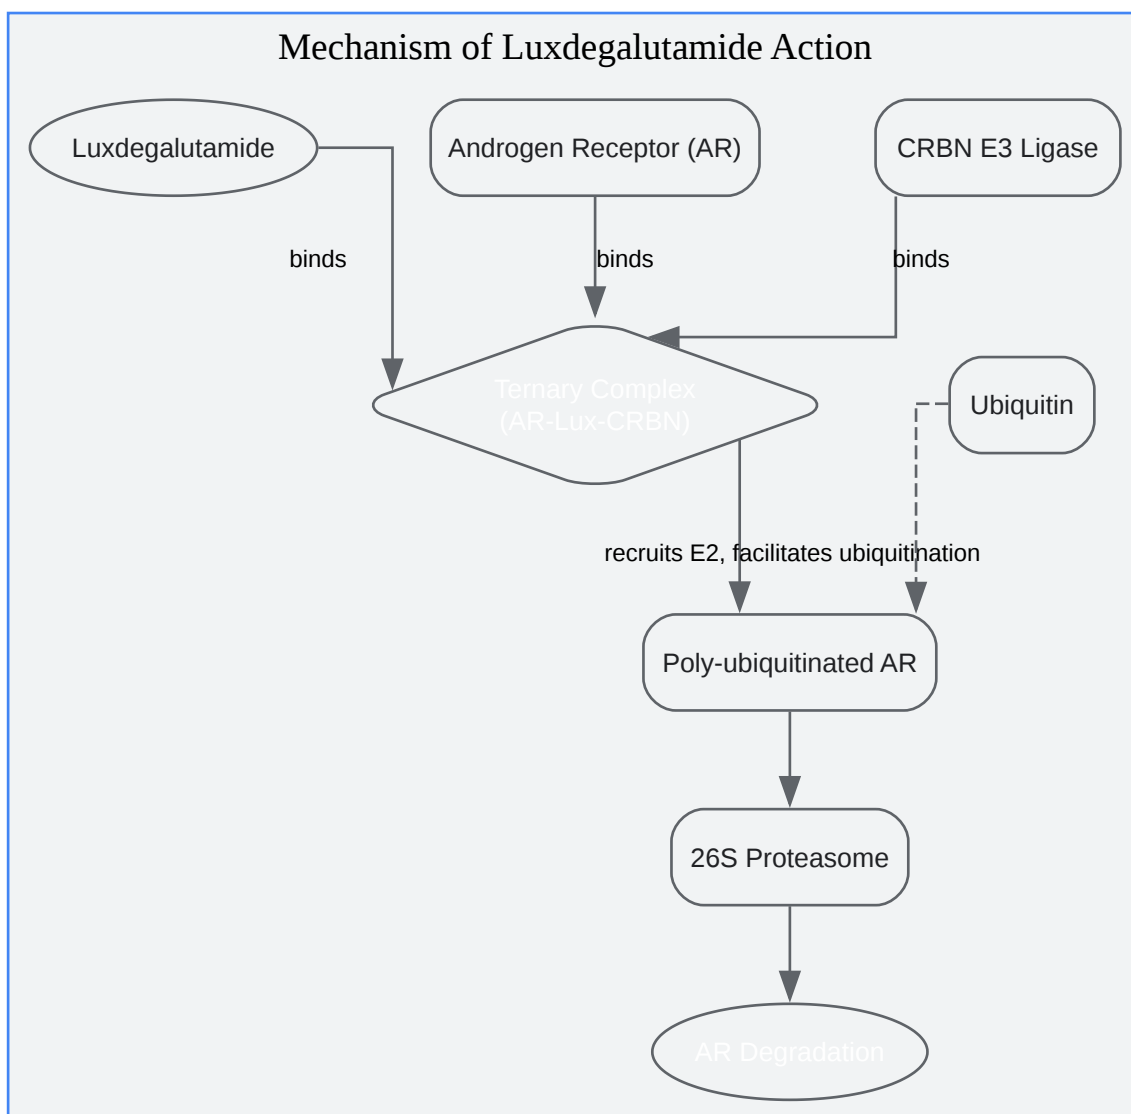 Mechanism of Luxdegalutamide Action
Luxdegalutamide
Androgen Receptor (AR)
CRBN E3 Ligase
binds
binds
binds
Ternary Complex
(AR-Lux-CRBN)
Ubiquitin
recruits E2, facilitates ubiquitination
Poly-ubiquitinated AR
26S Proteasome
AR Degradation